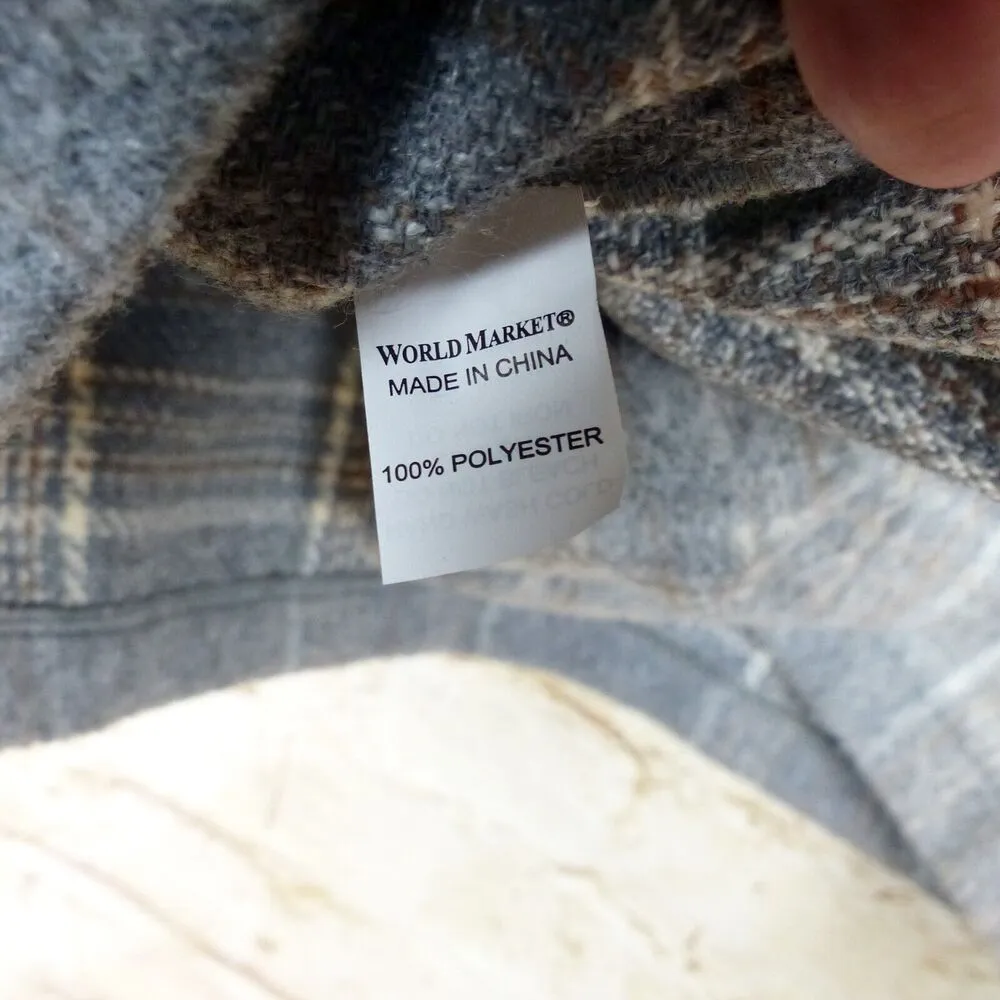 WORLD MARKET®
MADE IN CHINA
100% POLYESTER